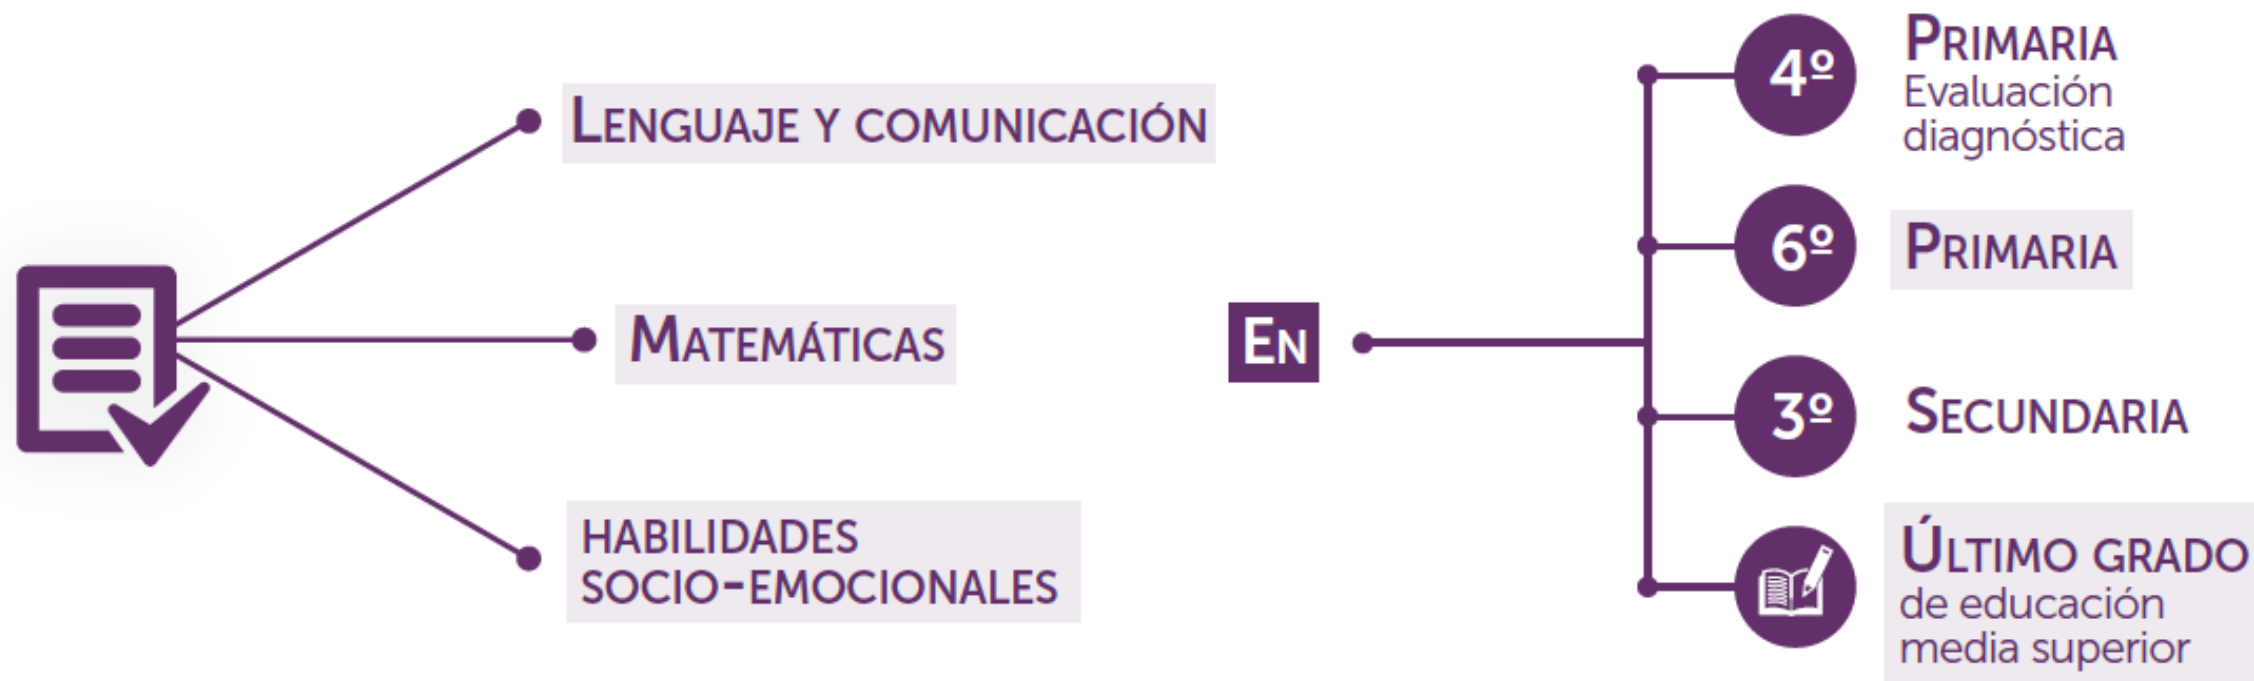 Lenguaje y comunicación
Matemáticas
habilidades
socio-emocionales
En
4º
Primaria
Evaluación
diagnóstica
6º
Primaria
3º
Secundaria
Último grado
de educación
media superior